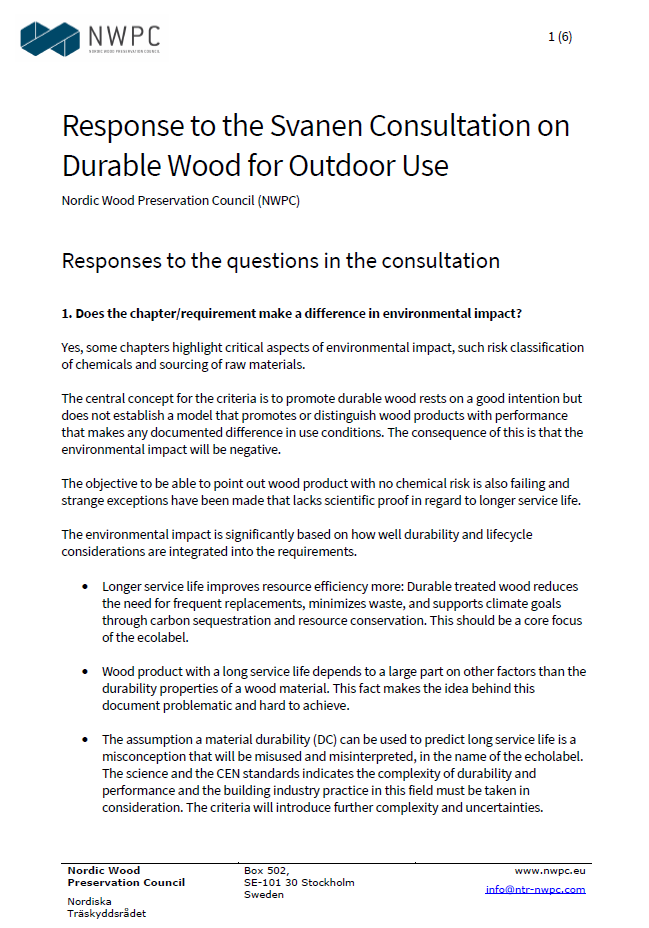 NWPC
NORDIC WOOD PRESERVATION COUNCIL
1 (6)
Response to the Svanen Consultation on
Durable Wood for Outdoor Use
Nordic Wood Preservation Council (NWPC)
Responses to the questions in the consultation
1. Does the chapter/requirement make a difference in environmental impact?
Yes, some chapters highlight critical aspects of environmental impact, such risk classification
of chemicals and sourcing of raw materials.
The central concept for the criteria is to promote durable wood rests on a good intention but
does not establish a model that promotes or distinguish wood products with performance
that makes any documented difference in use conditions. The consequence of this is that the
environmental impact will be negative.
The objective to be able to point out wood product with no chemical risk is also failing and
strange exceptions have been made that lacks scientific proof in regard to longer service life.
The environmental impact is significantly based on how well durability and lifecycle
considerations are integrated into the requirements.
• Longer service life improves resource efficiency more: Durable treated wood reduces
the need for frequent replacements, minimizes waste, and supports climate goals
through carbon sequestration and resource conservation. This should be a core focus
of the ecolabel.
• Wood product with a long service life depends to a large part on other factors than the
durability properties of a wood material. This fact makes the idea behind this
document problematic and hard to achieve.
• The assumption a material durability (DC) can be used to predict long service life is a
misconception that will be misused and misinterpreted, in the name of the echolabel.
The science and the CEN standards indicates the complexity of durability and
performance and the building industry practice in this field must be taken in
consideration. The criteria will introduce further complexity and uncertainties.
Nordic Wood
Preservation Council
Nordiska
Träskyddsrådet
Box 502,
SE-101 30 Stockholm
Sweden
www.nwpc.eu
info@ntr-nwpc.com